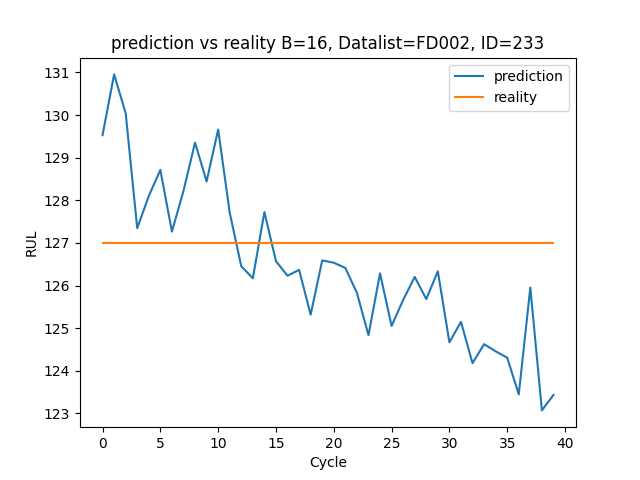 prediction vs reality B=16, Datalist=FD002, ID=233
prediction
reality
RUL
131
130
129
128
127
126
125
124
123
0 5 10 15 20 25 30 35 40
Cycle